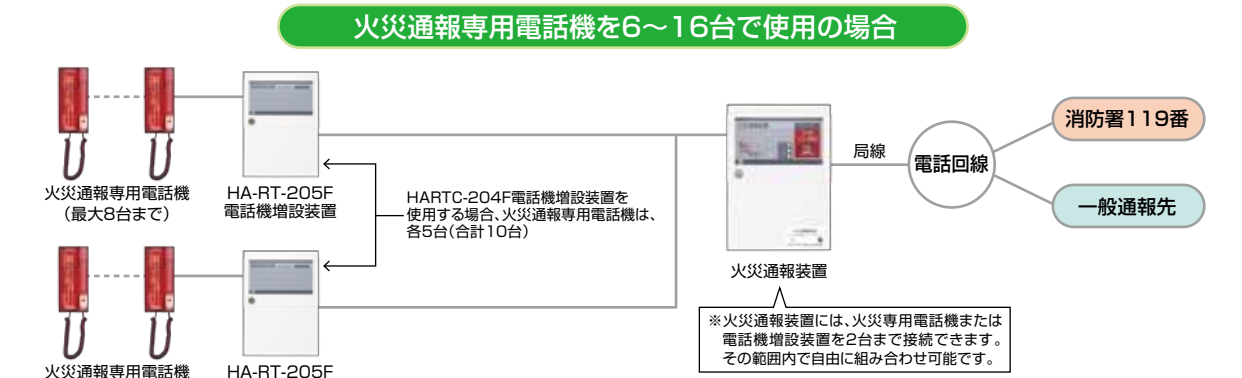 火災通報専用電話機を6～16台で使用の場合
火災通報専用電話機
（最大8台まで）
HA-RT-205F
電話機増設装置
HARTC-204F電話機増設装置を
使用する場合、火災通報専用電話機は、
各5台（合計10台）
火災通報装置
局線
電話回線
消防署119番
一般通報先
※火災通報装置には、火災専用電話機または
電話機増設装置を2台まで接続できます。
その範囲内で自由に組み合わせ可能です。
火災通報専用電話機
HA-RT-205F